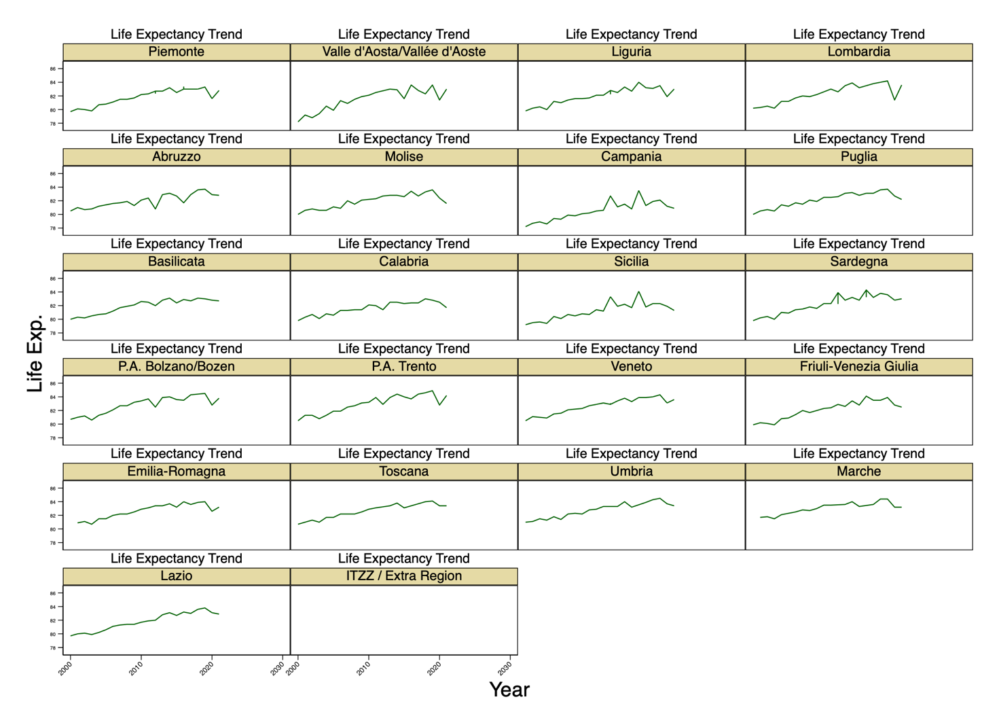 Life Expectancy Trend Life Expectancy Trend Life Expectancy Trend Life Expectancy Trend
Piemonte Valle d'Aosta/Vallée d'Aoste Liguria Lombardia
86
84
82
80
78
Life Expectancy Trend Life Expectancy Trend Life Expectancy Trend Life Expectancy Trend
Abruzzo Molise Campania Puglia
86
84
82
80
78
Life Expectancy Trend Life Expectancy Trend Life Expectancy Trend Life Expectancy Trend
Basilicata Calabria Sicilia Sardegna
86
84
82
80
78
Life Exp.
Life Expectancy Trend Life Expectancy Trend Life Expectancy Trend Life Expectancy Trend
P.A. Bolzano/Bozen P.A. Trento Veneto Friuli-Venezia Giulia
86
84
82
80
78
Life Expectancy Trend Life Expectancy Trend Life Expectancy Trend Life Expectancy Trend
Emilia-Romagna Toscana Umbria Marche
86
84
82
80
78
Life Expectancy Trend Life Expectancy Trend
Lazio ITZZ / Extra Region
86
84
82
80
78
2000 2010 2020 2030 2000 2010 2020 2030
Year